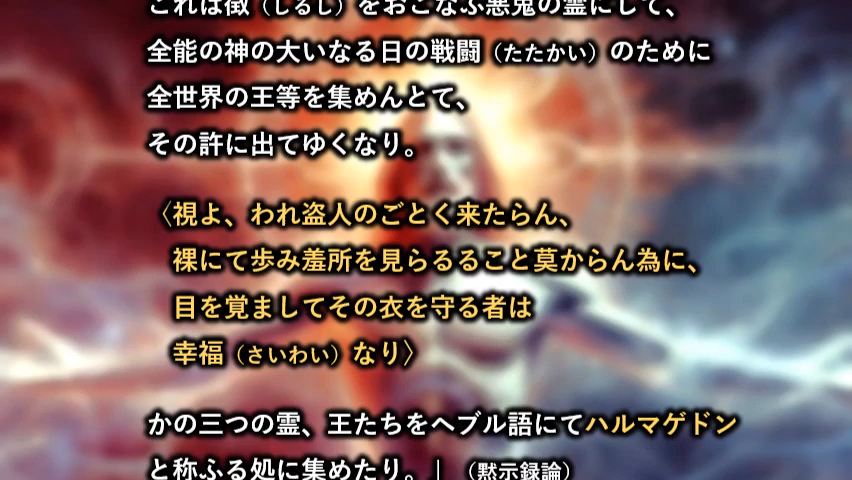 これは徴（しるし）をおこなふ悪鬼の霊にして、
全能の神の大いなる日の戦闘（たたかい）のために
全世界の王等を集めんとて、
その許に出てゆくなり。
〈視よ、われ盗人のごとく来たらん、
裸にて歩み羞所を見らるること莫からん為に、
目を覚ましてその衣を守る者は
幸福（さいわい）なり〉
かの三つの霊、王たちをヘブル語にてハルマゲドン
と称ふる処に集めたり。｣（黙示録論）